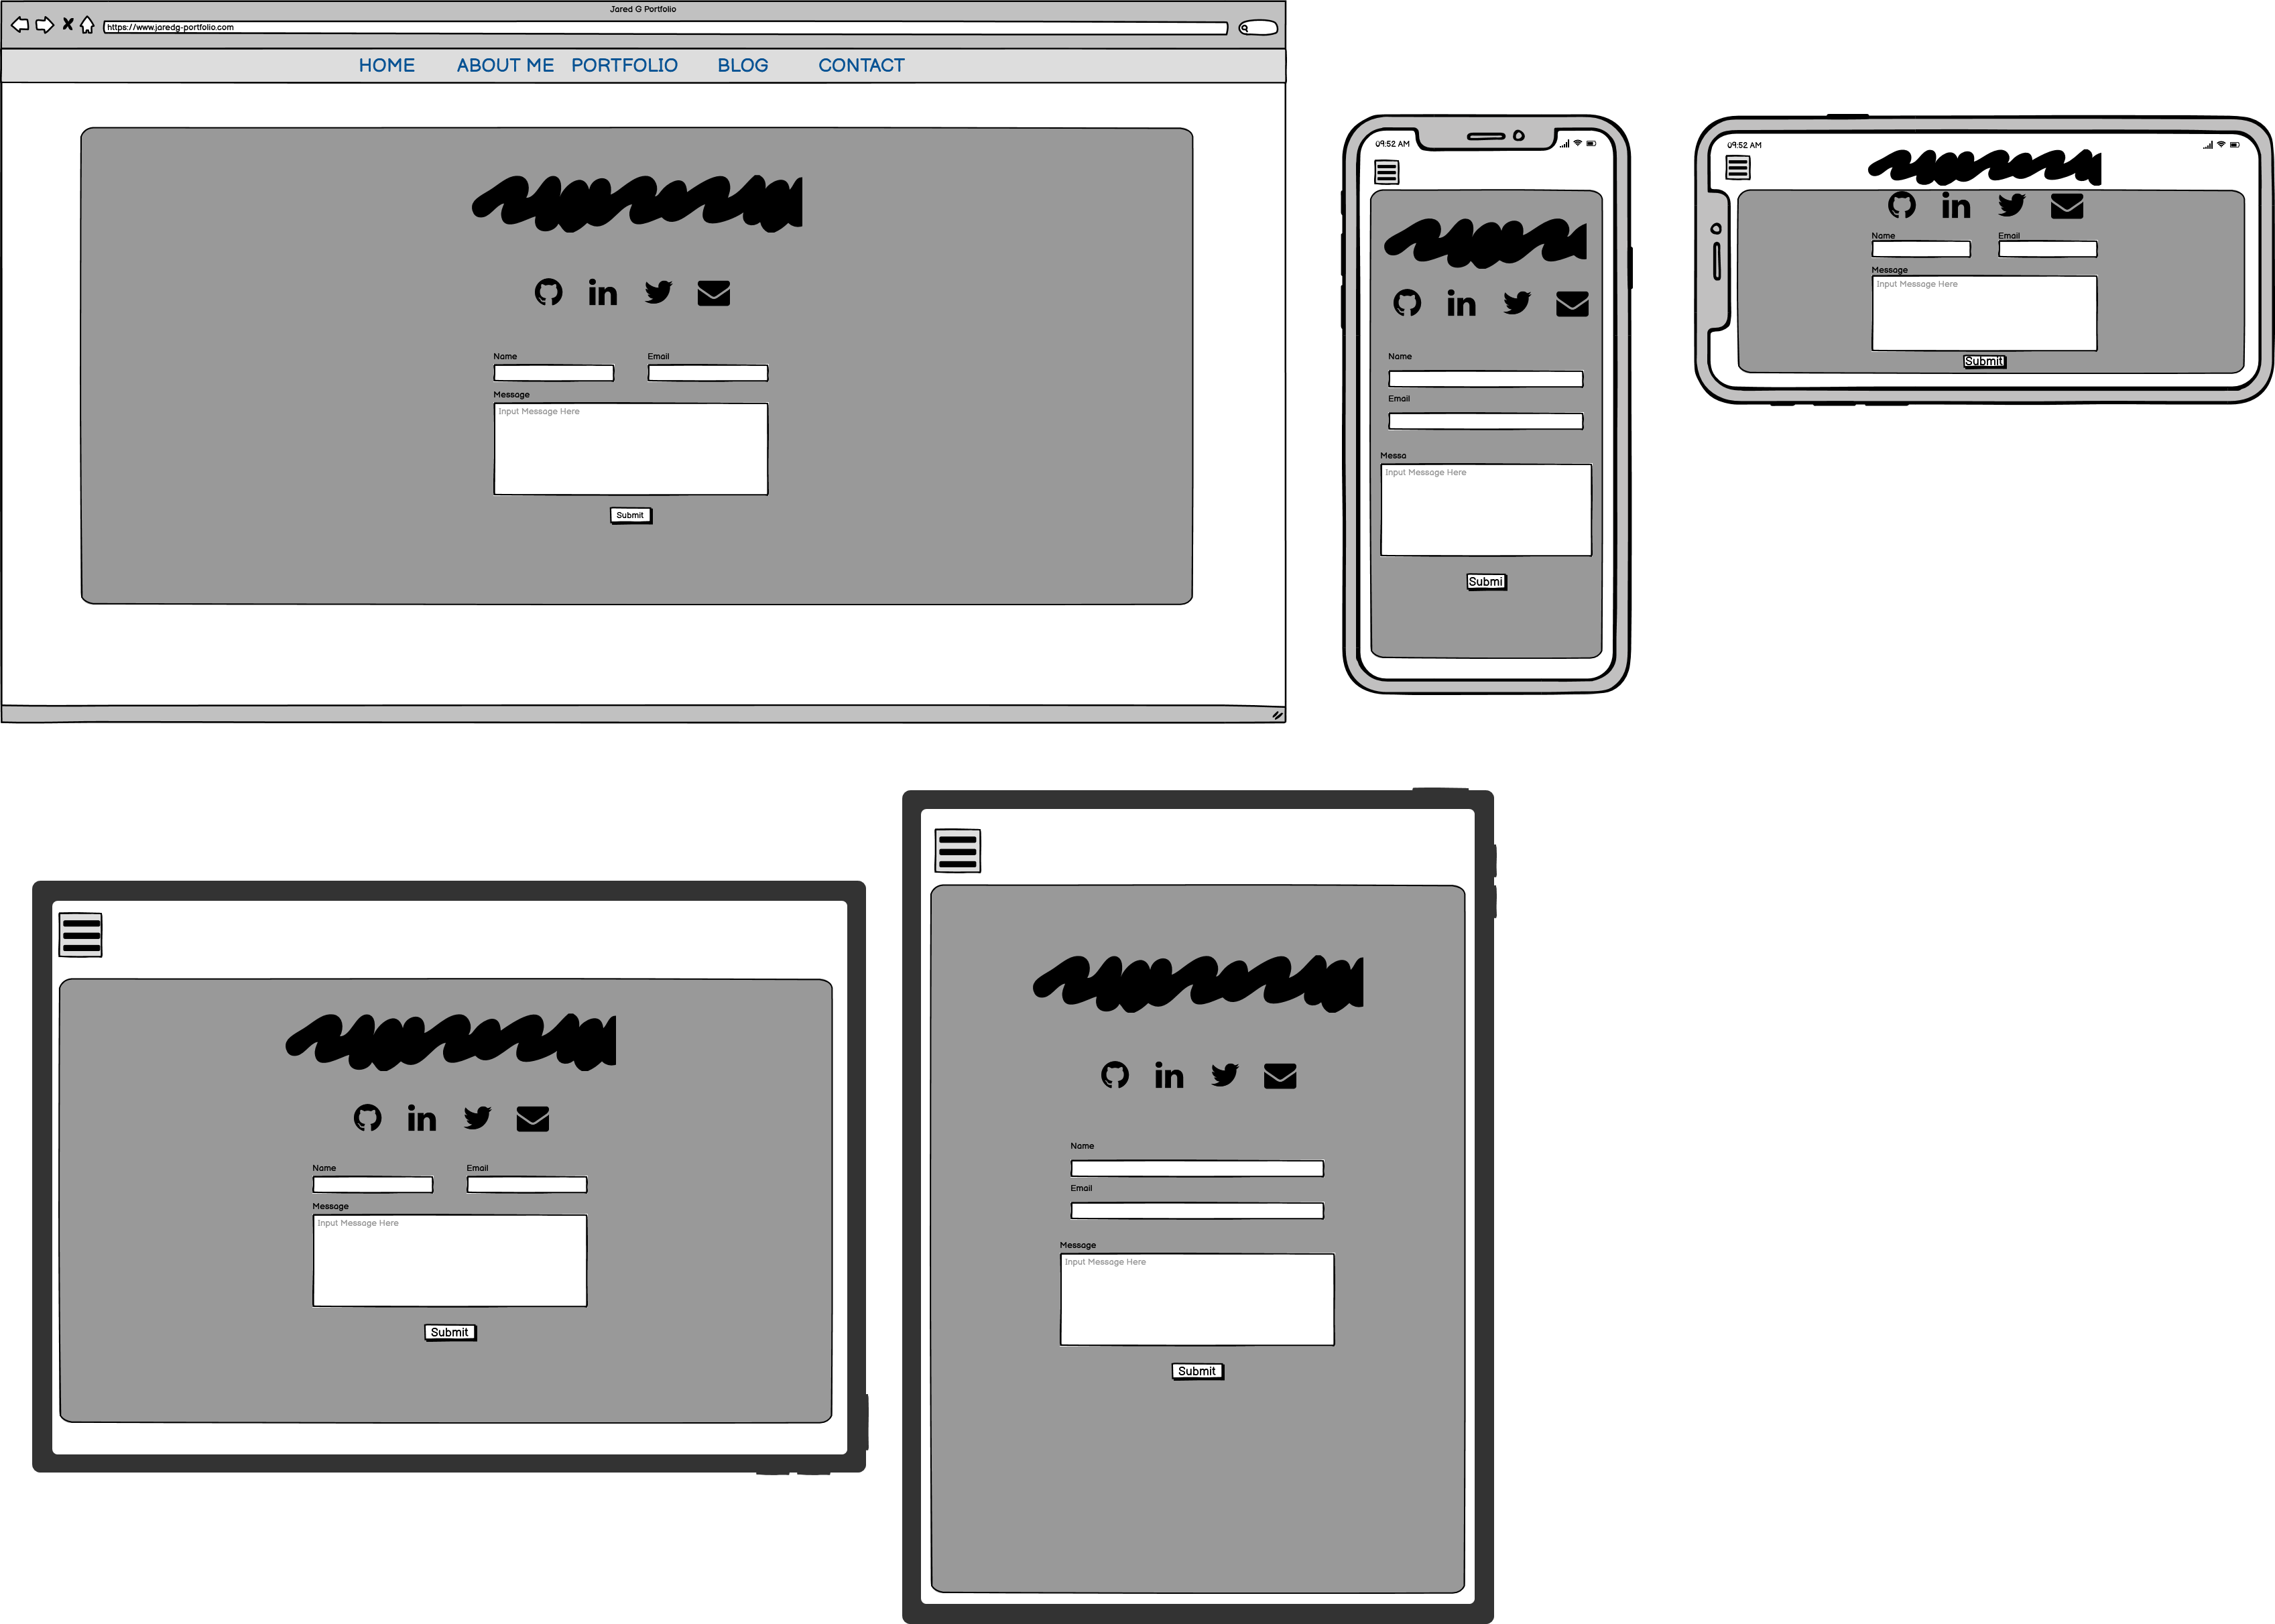 Jared G Portfolio
https://www.jaredg-portfolio.com
HOME ABOUT ME PORTFOLIO BLOG CONTACT
in
Name Email
Message
Input Message Here
Submit
09:52 AM
in
Name
Email
Messa
Input Message Here
Submi
09:52 AM
in
Name Email
Message
Input Message Here
Submit
in
Name Email
Message
Input Message Here
Submit
in
Name
Email
Message
Input Message Here
Submit